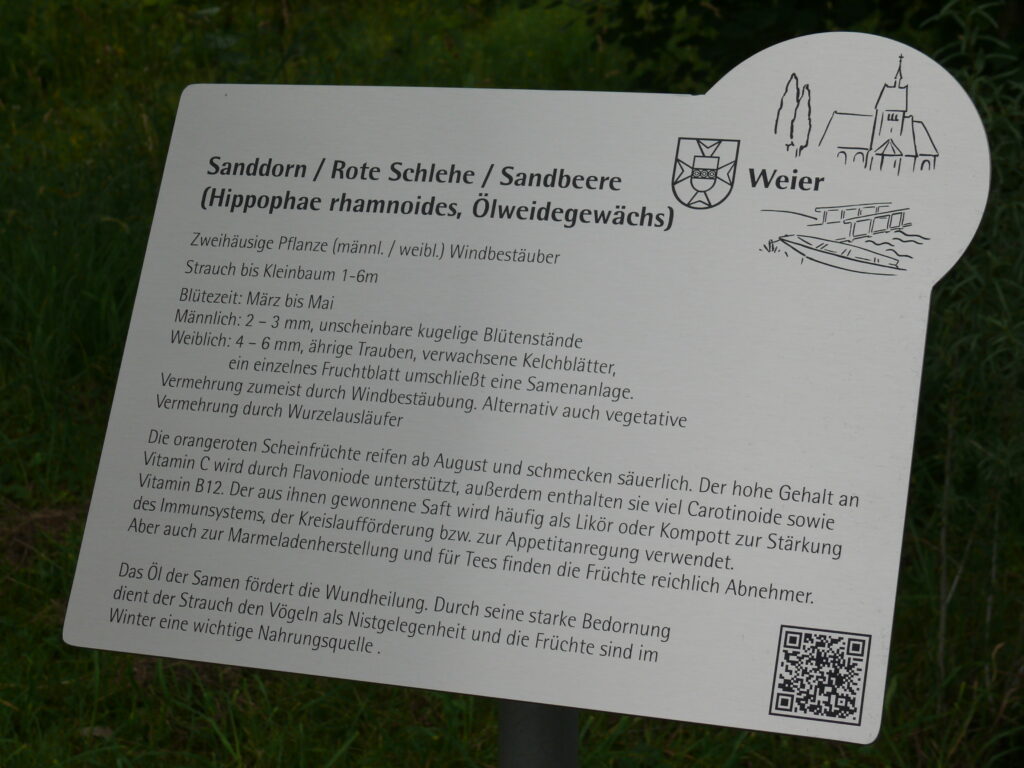 Sanddorn / Rote Schlehe / Sandbeere
(Hippophae rhamnoides, Ölweidegewächs)
Weier
Zweihäusige Pflanze (männl. / weibl.) Windbestäuber
Strauch bis Kleinbaum 1-6m
Blütezeit: März bis Mai
Männlich: 2 – 3 mm, unscheinbare kugelige Blütenstände
Weiblich: 4 – 6 mm, ährige Trauben, verwachsene Kelchblätter,
ein einzelnes Fruchtblatt umschließt eine Samenanlage.
Vermehrung zumeist durch Windbestäubung. Alternativ auch vegetative
Vermehrung durch Wurzelausläufer
Die orangeroten Scheinfrüchte reifen ab August und schmecken säuerlich. Der hohe Gehalt an
Vitamin C wird durch Flavoniode unterstützt, außerdem enthalten sie viel Carotinoide sowie
Vitamin B12. Der aus ihnen gewonnene Saft wird häufig als Likör oder Kompott zur Stärkung
des Immunsystems, der Kreislaufförderung bzw. zur Appetitanregung verwendet.
Aber auch zur Marmeladenherstellung und für Tees finden die Früchte reichlich Abnehmer.
Das Öl der Samen fördert die Wundheilung. Durch seine starke Bedornung
dient der Strauch den Vögeln als Nistgelegenheit und die Früchte sind im
Winter eine wichtige Nahrungsquelle .